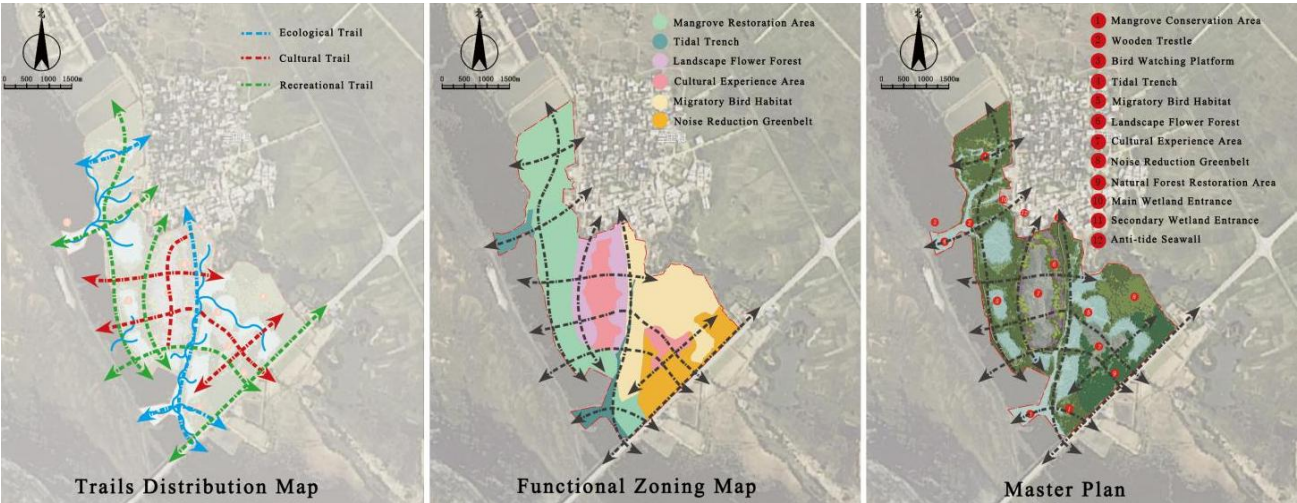 北
0 500 1000 1500m
Ecological Trail
Cultural Trail
Recreational Trail
Trails Distribution Map
北
0 500 1000 1500m
Mangrove Restoration Area
Tidal Trench
Landscape Flower Forest
Cultural Experience Area
Migratory Bird Habitat
Noise Reduction Greenbelt
Functional Zoning Map
北
0 500 1000 1500m
1 Mangrove Conservation Area
2 Wooden Trestle
3 Bird Watching Platform
4 Tidal Trench
5 Migratory Bird Habitat
6 Landscape Flower Forest
7 Cultural Experience Area
8 Noise Reduction Greenbelt
9 Natural Forest Restoration Area
10 Main Wetland Entrance
11 Secondary Wetland Entrance
12 Anti-tide Seawall
Master Plan